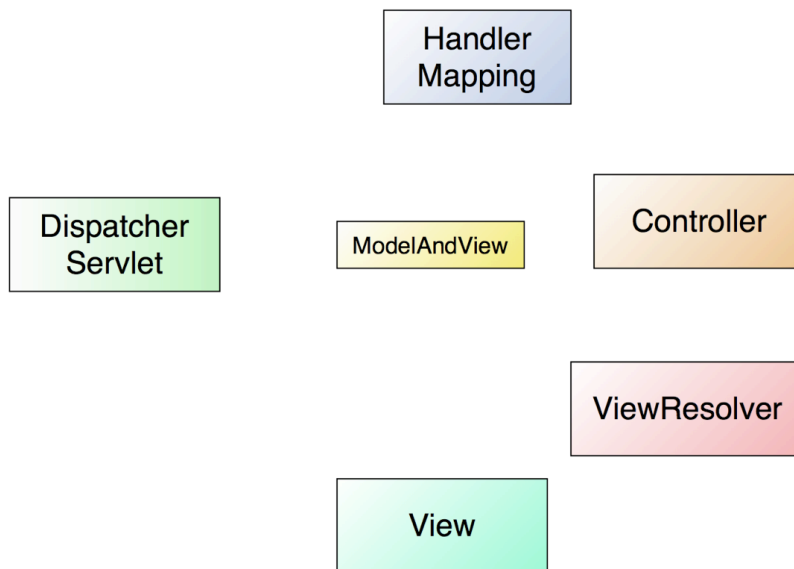 Handler
Mapping
Dispatcher
Servlet
ModelAndView
Controller
ViewResolver
View